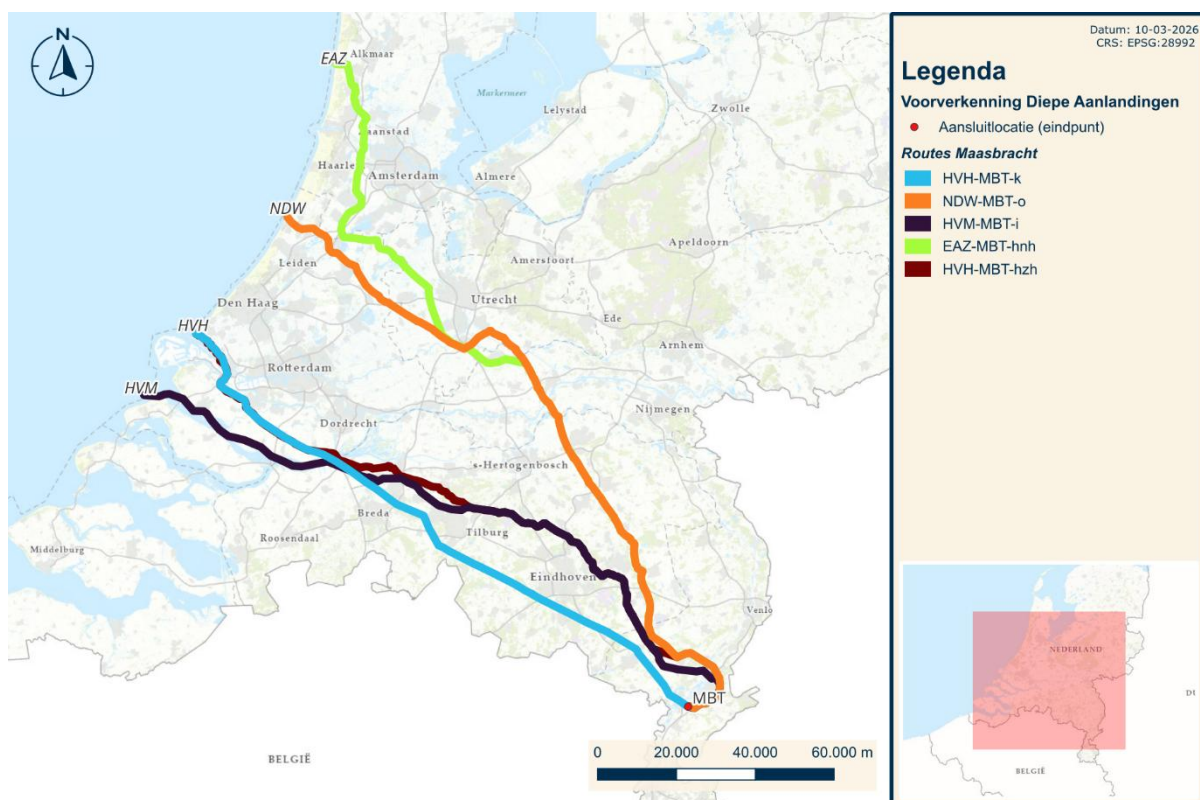 N
EAZ
Alkmaar
Markermeer
Lelystad
Zwolle
Zaanstad
Haarle
Amsterdam
Almere
NDW
Apeldoorn
Leiden
Amersfoort
Den Haag
Utrecht
Ede
HVH
Arnhem
Rotterdam
HVM
Nijmegen
Dordrecht
s-Hertogenbosch
Breda
Roosendaal
Tilburg
Middelburg
Eindhoven
Venlo
MBT
BELGIË
0 20.000 40.000 60.000 m
Datum: 10-03-2026
CRS: EPSG:28992
Legenda
Voorverkenning Diepe Aanlandingen
Aansluitlocatie (eindpunt)
Routes Maasbracht
HVH-MBT-k
NDW-MBT-o
HVM-MBT-i
EAZ-MBT-hnh
HVH-MBT-hzh
NEDERLAND
DU
BELGIË